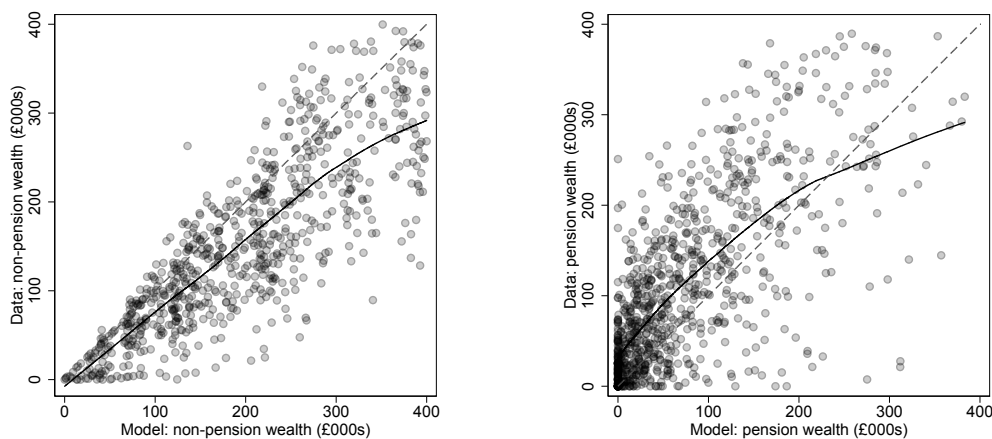 Data: non-pension wealth (£000s)
400
300
200
100
0
0 100 200 300 400
Model: non-pension wealth (£000s)
Data: pension wealth (£000s)
400
300
200
100
0
0 100 200 300 400
Model: pension wealth (£000s)